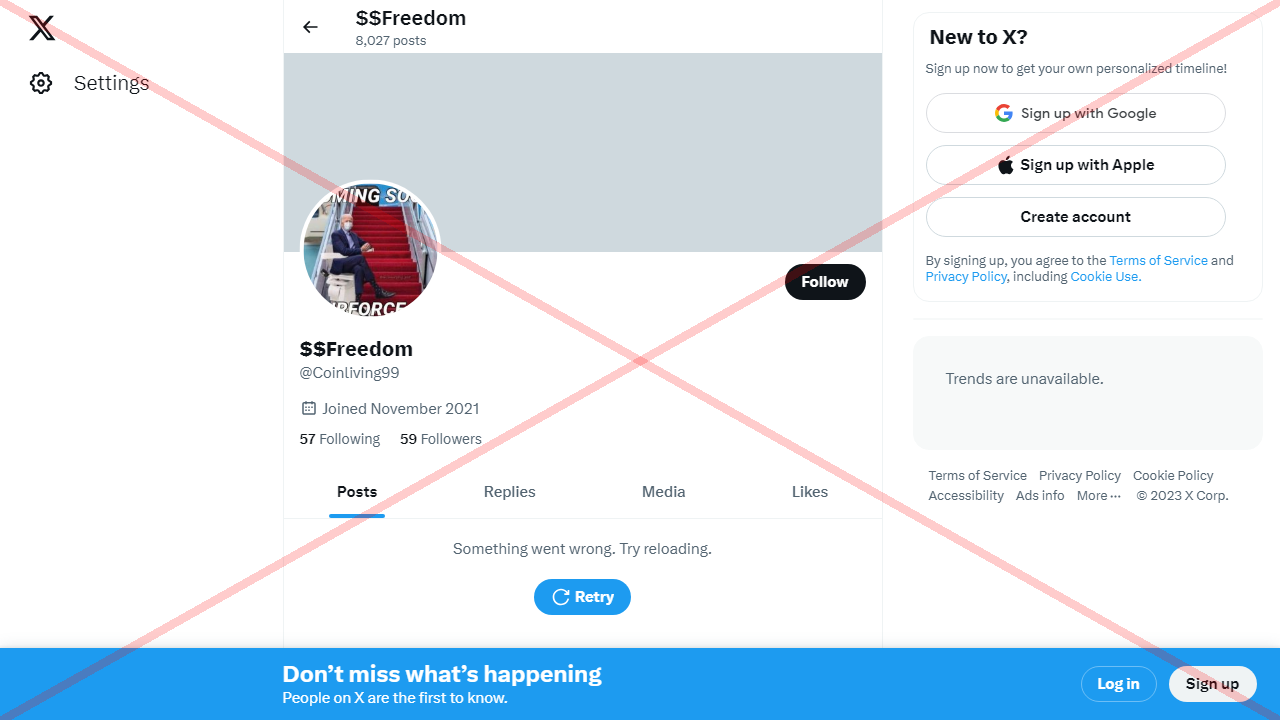 Settings
$$Freedom
8,027 posts
$$Freedom
@Coinliving99
Joined November 2021
57 Following 59 Followers
Follow
Posts Replies Media Likes
Something went wrong. Try reloading.
Retry
New to X?
Sign up now to get your own personalized timeline!
Sign up with Google
Sign up with Apple
Create account
By signing up, you agree to the Terms of Service and
Privacy Policy, including Cookie Use.
Trends are unavailable.
Terms of Service Privacy Policy Cookie Policy
Accessibility Ads info More ··· © 2023 X Corp.
Don’t miss what’s happening
People on X are the first to know.
Log in Sign up